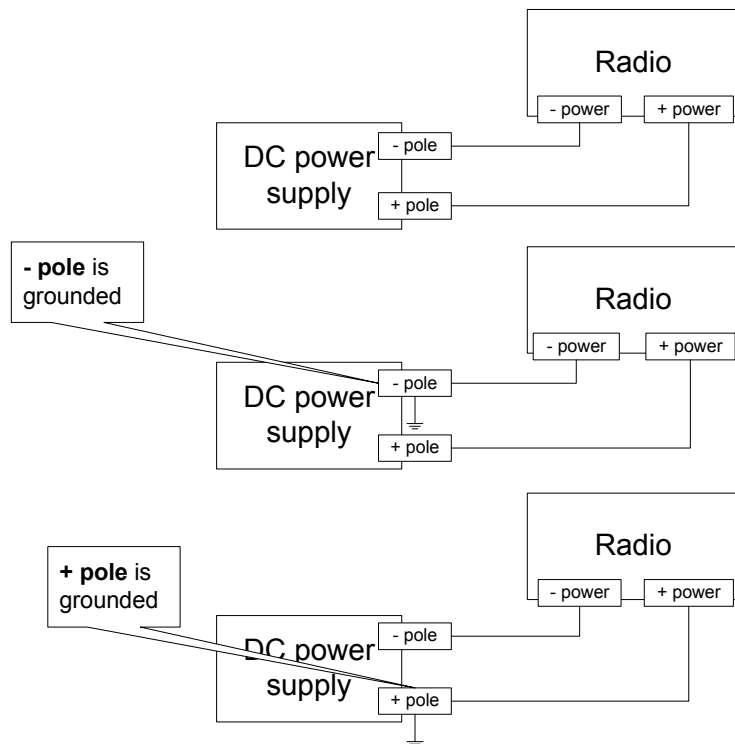 Radio
- power
+ power
DC power
supply
- pole
+ pole
- pole is
grounded
Radio
- power
+ power
DC power
supply
- pole
+ pole
+ pole is
grounded
Radio
- power
+ power
DC power
supply
- pole
+ pole